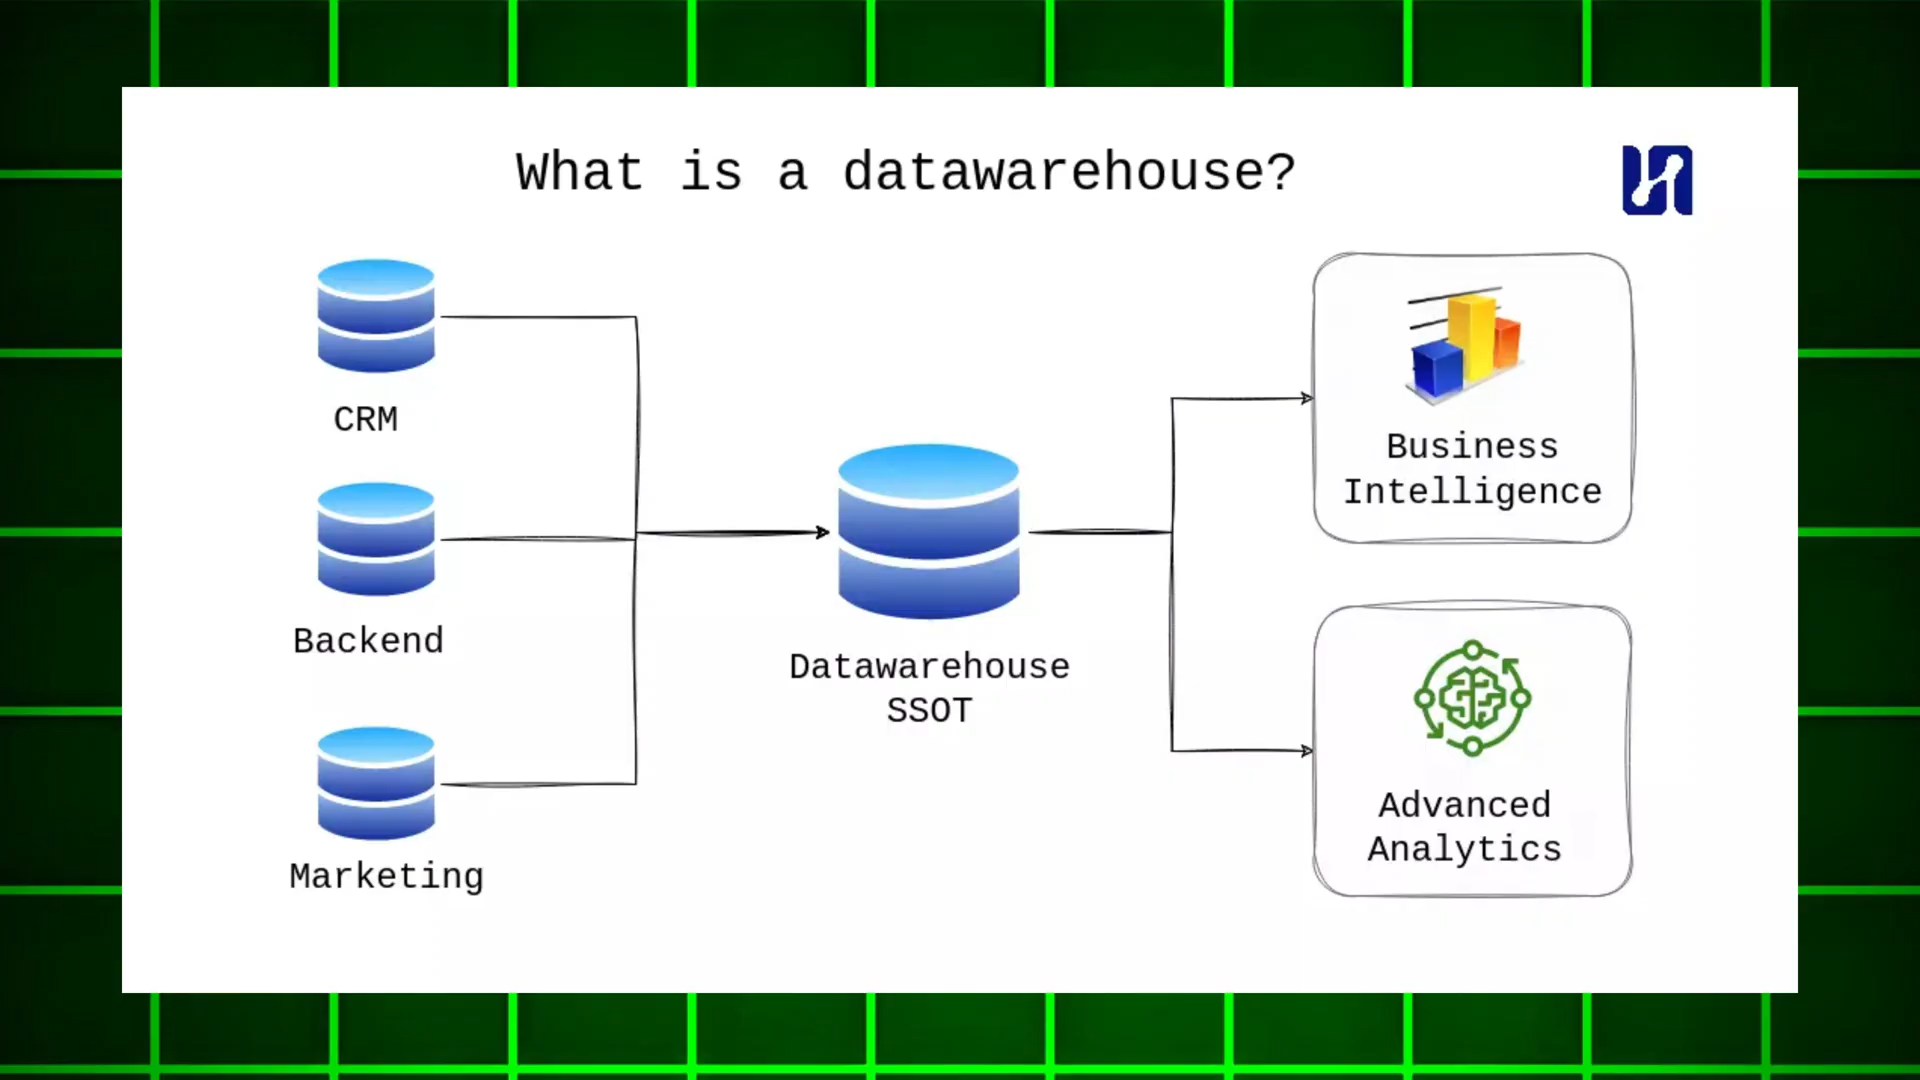 What is a datawarehouse?
CRM
Backend
Marketing
Datawarehouse
SSOT
Business
Intelligence
Advanced
Analytics